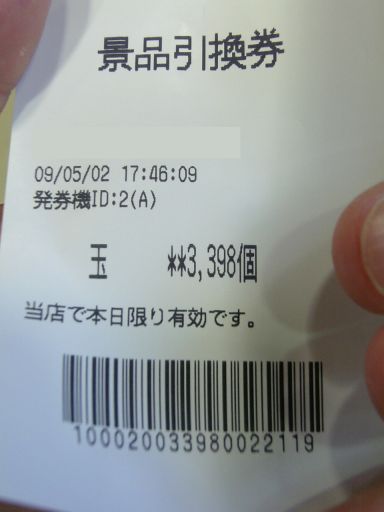 景品引換券
09/05/02 17:46:09
発券機ID:2(A)
玉 **3,398個
当店で本日限り有効です。
100020033980022119